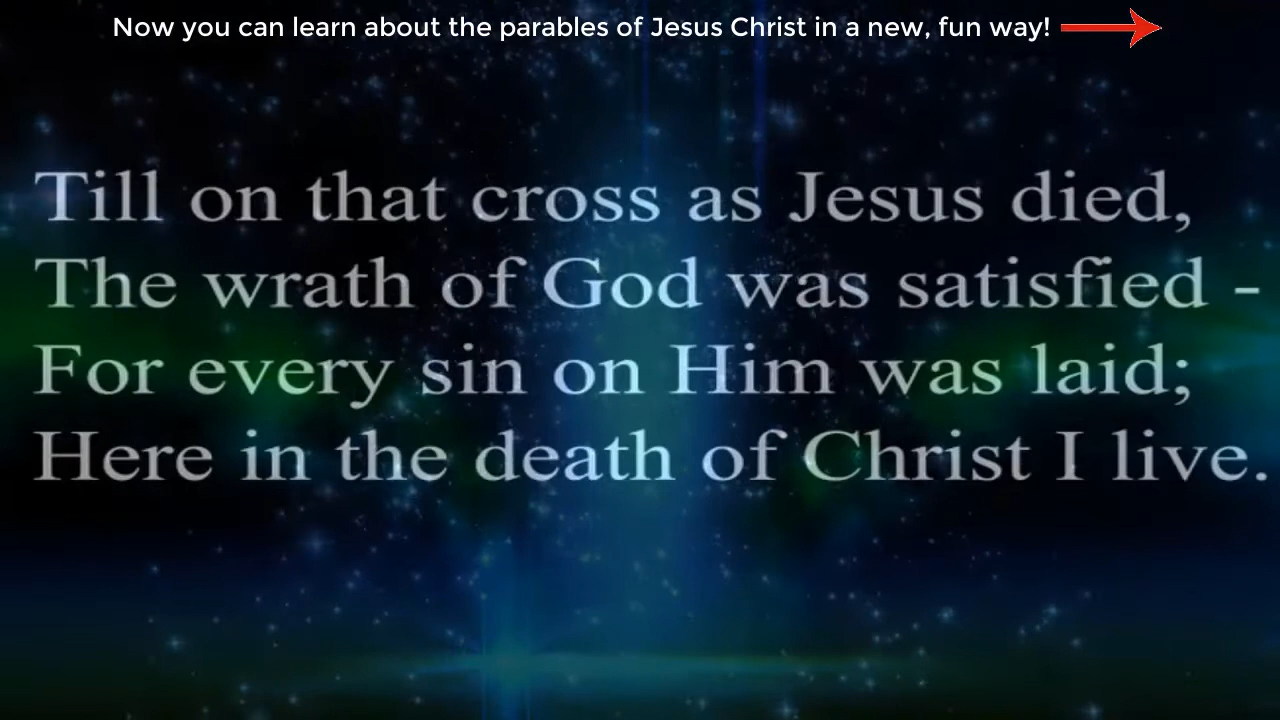 Now you can learn about the parables of Jesus Christ in a new, fun way!
Till on that cross as Jesus died,
The wrath of God was satisfied -
For every sin on Him was laid;
Here in the death of Christ I live.